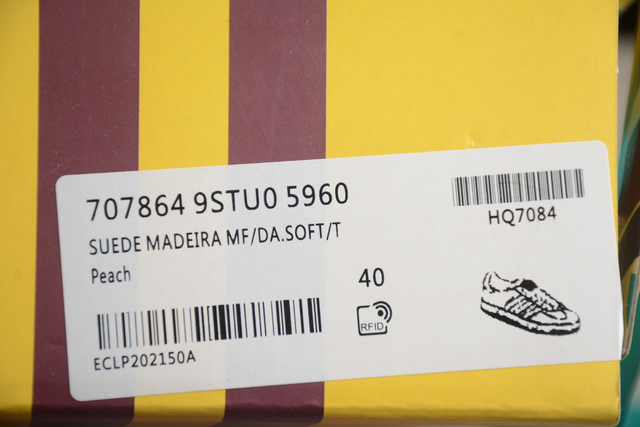 707864 9STU0 5960
SUEDE MADEIRA MF/DA.SOFT/T
Peach
HQ7084
40
RFID
ECLP202150A